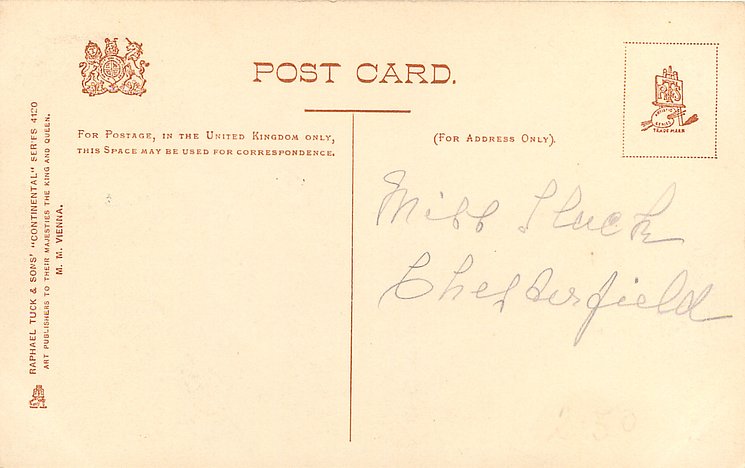 POST CARD.
FOR POSTAGE, IN THE UNITED KINGDOM ONLY,
THIS SPACE MAY BE USED FOR CORRESPONDENCE.
(FOR ADDRESS ONLY).
TRADE MARK
RAPHAEL TUCK & SONS' "CONTINENTAL" SERIES 4120
ART PUBLISHERS TO THEIR MAJESTIES THE KING AND QUEEN.
M. M. VIENNA.
Miss
Chesterfield
2.50